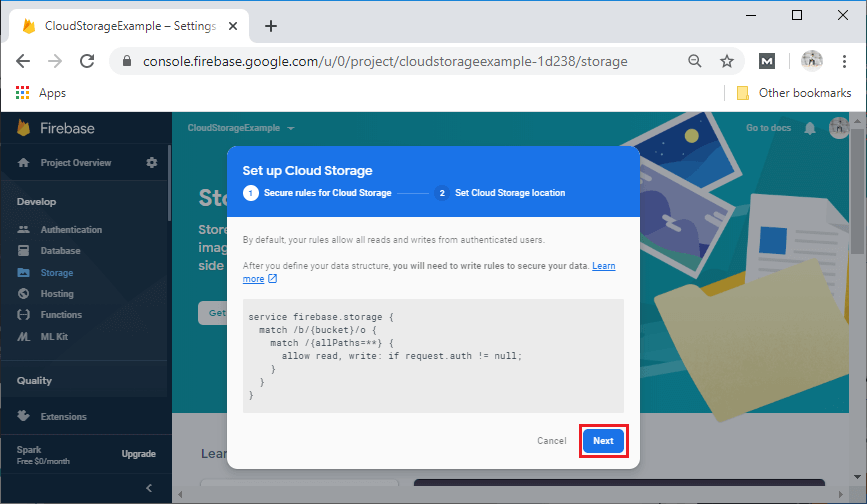 CloudStorageExample – Settings
console.firebase.google.com/u/0/project/cloudstorageexample-1d238/storage
M
Apps
Other bookmarks
Firebase
CloudStorageExample
Go to docs
Project Overview
Develop
Authentication
Database
Storage
Hosting
Functions
ML Kit
Quality
Extensions
Spark
Free $0/month
Upgrade
Set up Cloud Storage
1 Secure rules for Cloud Storage
2 Set Cloud Storage location
By default, your rules allow all reads and writes from authenticated users.
After you define your data structure, you will need to write rules to secure your data. Learn
more
service firebase.storage {
  match /b/{bucket}/o {
    match /{allPaths=**} {
      allow read, write: if request.auth != null;
    }
  }
}
Cancel
Next
Sto
Store
imag
side
Get
Lear